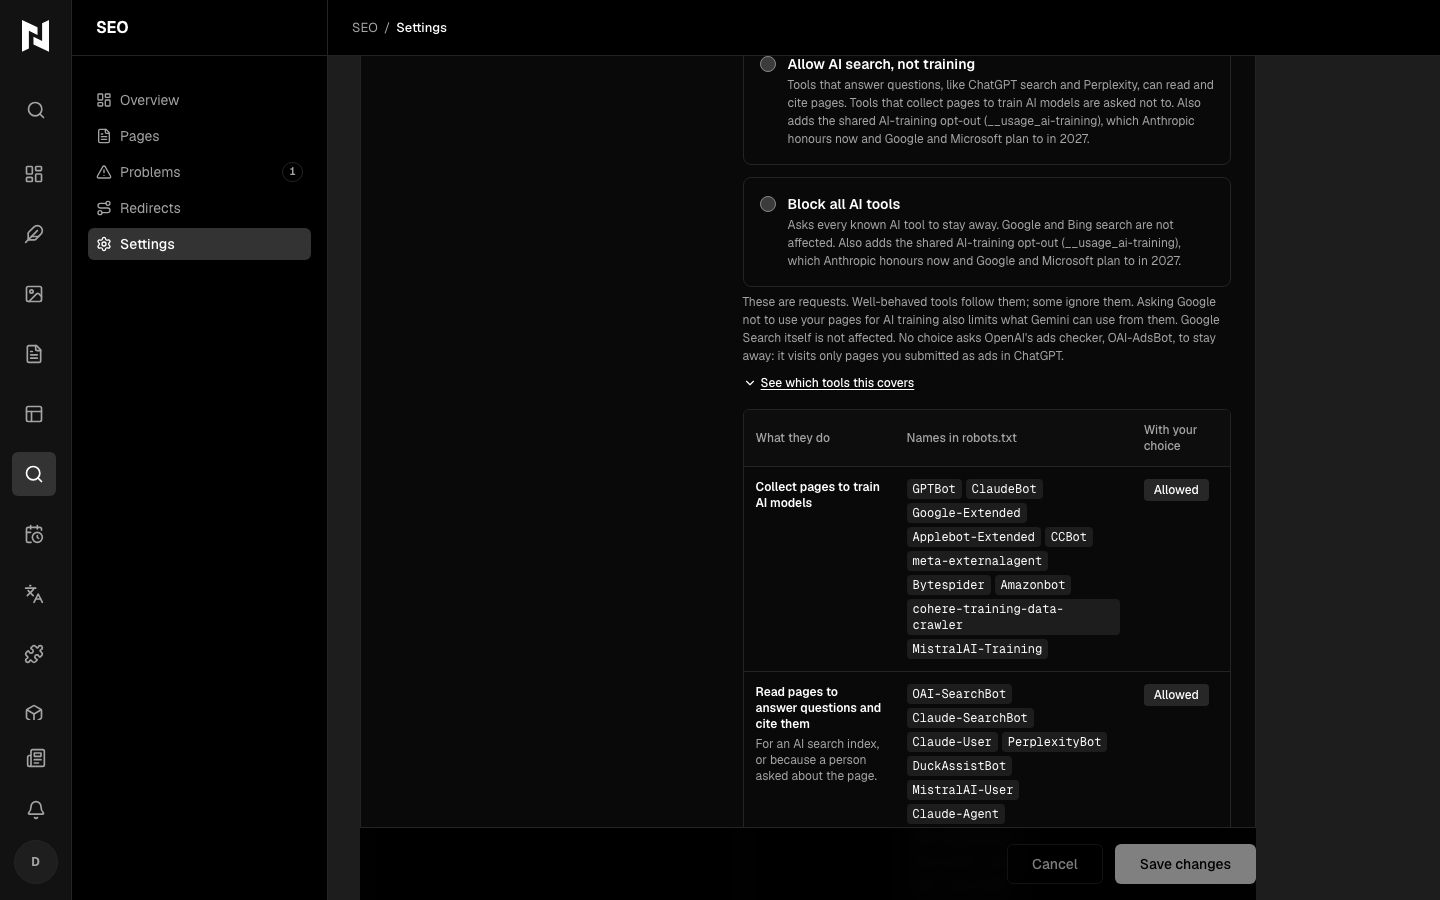 SEO
SEO / Settings
Overview
Pages
Problems 1
Redirects
Settings
Allow AI search, not training
Tools that answer questions, like ChatGPT search and Perplexity, can read and
cite pages. Tools that collect pages to train AI models are asked not to. Also
adds the shared AI-training opt-out (__usage_ai-training), which Anthropic
honours now and Google and Microsoft plan to in 2027.
Block all AI tools
Asks every known AI tool to stay away. Google and Bing search are not
affected. Also adds the shared AI-training opt-out (__usage_ai-training),
which Anthropic honours now and Google and Microsoft plan to in 2027.
These are requests. Well-behaved tools follow them; some ignore them. Asking Google
not to use your pages for AI training also limits what Gemini can use from them. Google
Search itself is not affected. No choice asks OpenAI's ads checker, OAI-AdsBot, to stay
away: it visits only pages you submitted as ads in ChatGPT.
See which tools this covers
What they do
Names in robots.txt
With your
choice
Collect pages to train
AI models
GPTBot ClaudeBot
Google-Extended
Applebot-Extended CCBot
meta-externalagent
Bytespider Amazonbot
cohere-training-data-
crawler
MistralAI-Training
Allowed
Read pages to
answer questions and
cite them
For an AI search index,
or because a person
asked about the page.
OAI-SearchBot
Claude-SearchBot
Claude-User PerplexityBot
DuckAssistBot
MistralAI-User
Claude-Agent
Allowed
D
Cancel
Save changes